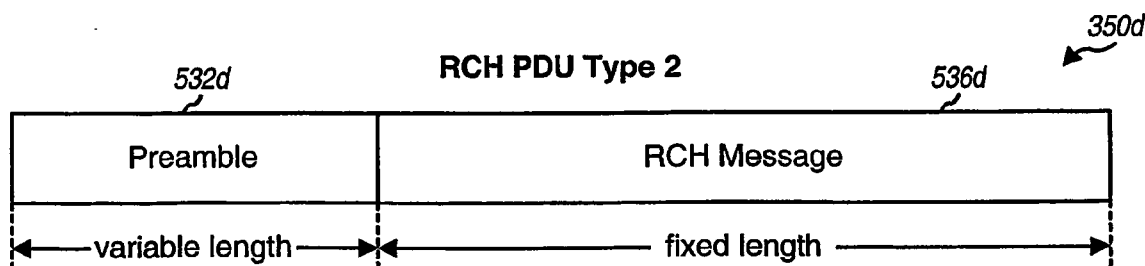 350d
RCH PDU Type 2
532d
536d
Preamble
RCH Message
variable length
fixed length